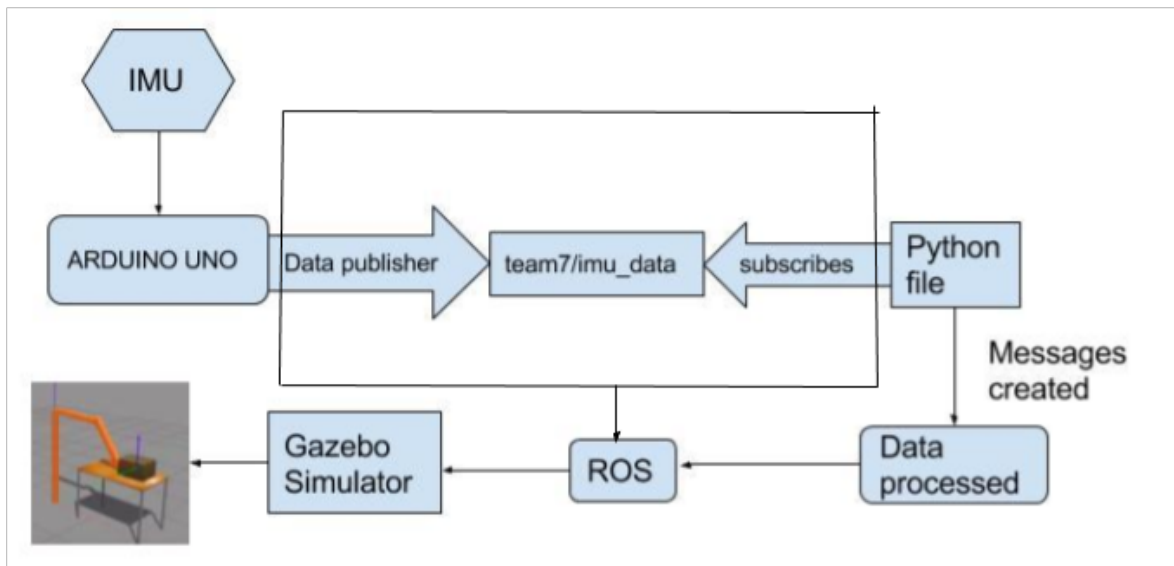 IMU
ARDUINO UNO
Data publisher
team7/imu_data
subscribes
Python
file
Messages
created
Gazebo
Simulator
ROS
Data
processed